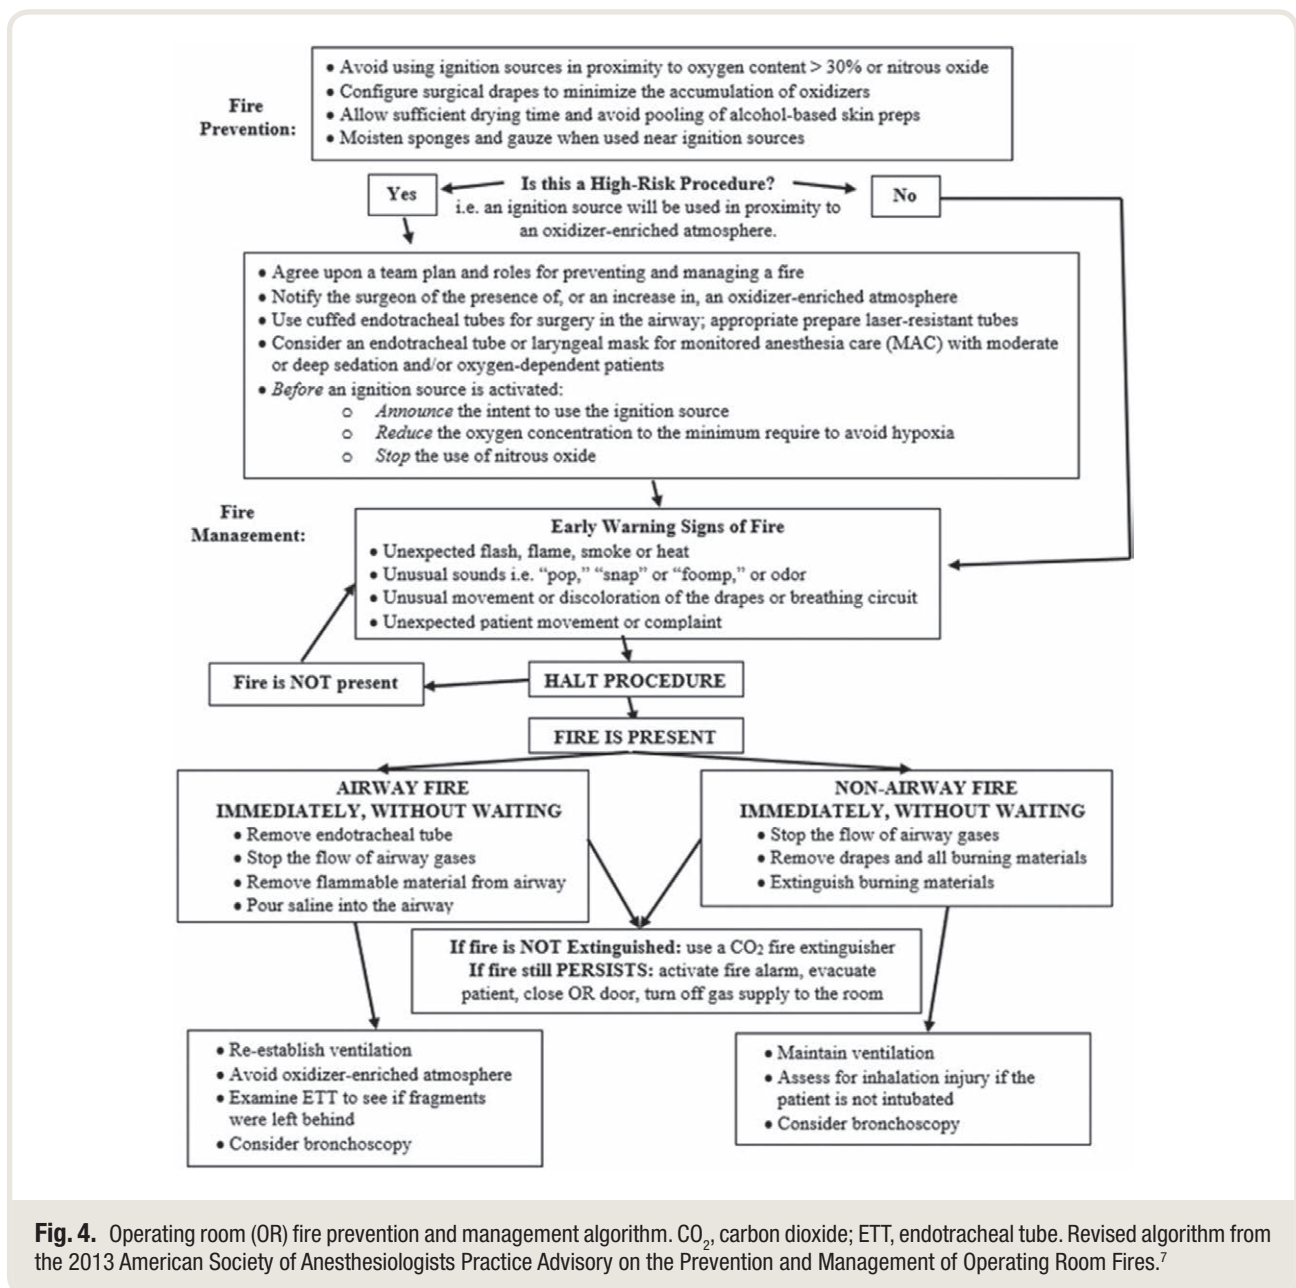 Fire
Prevention:
• Avoid using ignition sources in proximity to oxygen content > 30% or nitrous oxide
• Configure surgical drapes to minimize the accumulation of oxidizers
• Allow sufficient drying time and avoid pooling of alcohol-based skin preps
• Moisten sponges and gauze when used near ignition sources
Yes
Is this a High-Risk Procedure?
i.e. an ignition source will be used in proximity to
an oxidizer-enriched atmosphere.
No
• Agree upon a team plan and roles for preventing and managing a fire
• Notify the surgeon of the presence of, or an increase in, an oxidizer-enriched atmosphere
• Use cuffed endotracheal tubes for surgery in the airway; appropriate prepare laser-resistant tubes
• Consider an endotracheal tube or laryngeal mask for monitored anesthesia care (MAC) with moderate
or deep sedation and/or oxygen-dependent patients
• Before an ignition source is activated:
o Announce the intent to use the ignition source
o Reduce the oxygen concentration to the minimum require to avoid hypoxia
o Stop the use of nitrous oxide
Fire
Management:
Early Warning Signs of Fire
• Unexpected flash, flame, smoke or heat
• Unusual sounds i.e. “pop,” “snap” or “foomp,” or odor
• Unusual movement or discoloration of the drapes or breathing circuit
• Unexpected patient movement or complaint
Fire is NOT present
HALT PROCEDURE
FIRE IS PRESENT
AIRWAY FIRE
IMMEDIATELY, WITHOUT WAITING
• Remove endotracheal tube
• Stop the flow of airway gases
• Remove flammable material from airway
• Pour saline into the airway
NON-AIRWAY FIRE
IMMEDIATELY, WITHOUT WAITING
• Stop the flow of airway gases
• Remove drapes and all burning materials
• Extinguish burning materials
If fire is NOT Extinguished: use a CO2 fire extinguisher
If fire still PERSISTS: activate fire alarm, evacuate
patient, close OR door, turn off gas supply to the room
• Re-establish ventilation
• Avoid oxidizer-enriched atmosphere
• Examine ETT to see if fragments
were left behind
• Consider bronchoscopy
• Maintain ventilation
• Assess for inhalation injury if the
patient is not intubated
• Consider bronchoscopy
Fig. 4. Operating room (OR) fire prevention and management algorithm. CO2, carbon dioxide; ETT, endotracheal tube. Revised algorithm from
the 2013 American Society of Anesthesiologists Practice Advisory on the Prevention and Management of Operating Room Fires.7